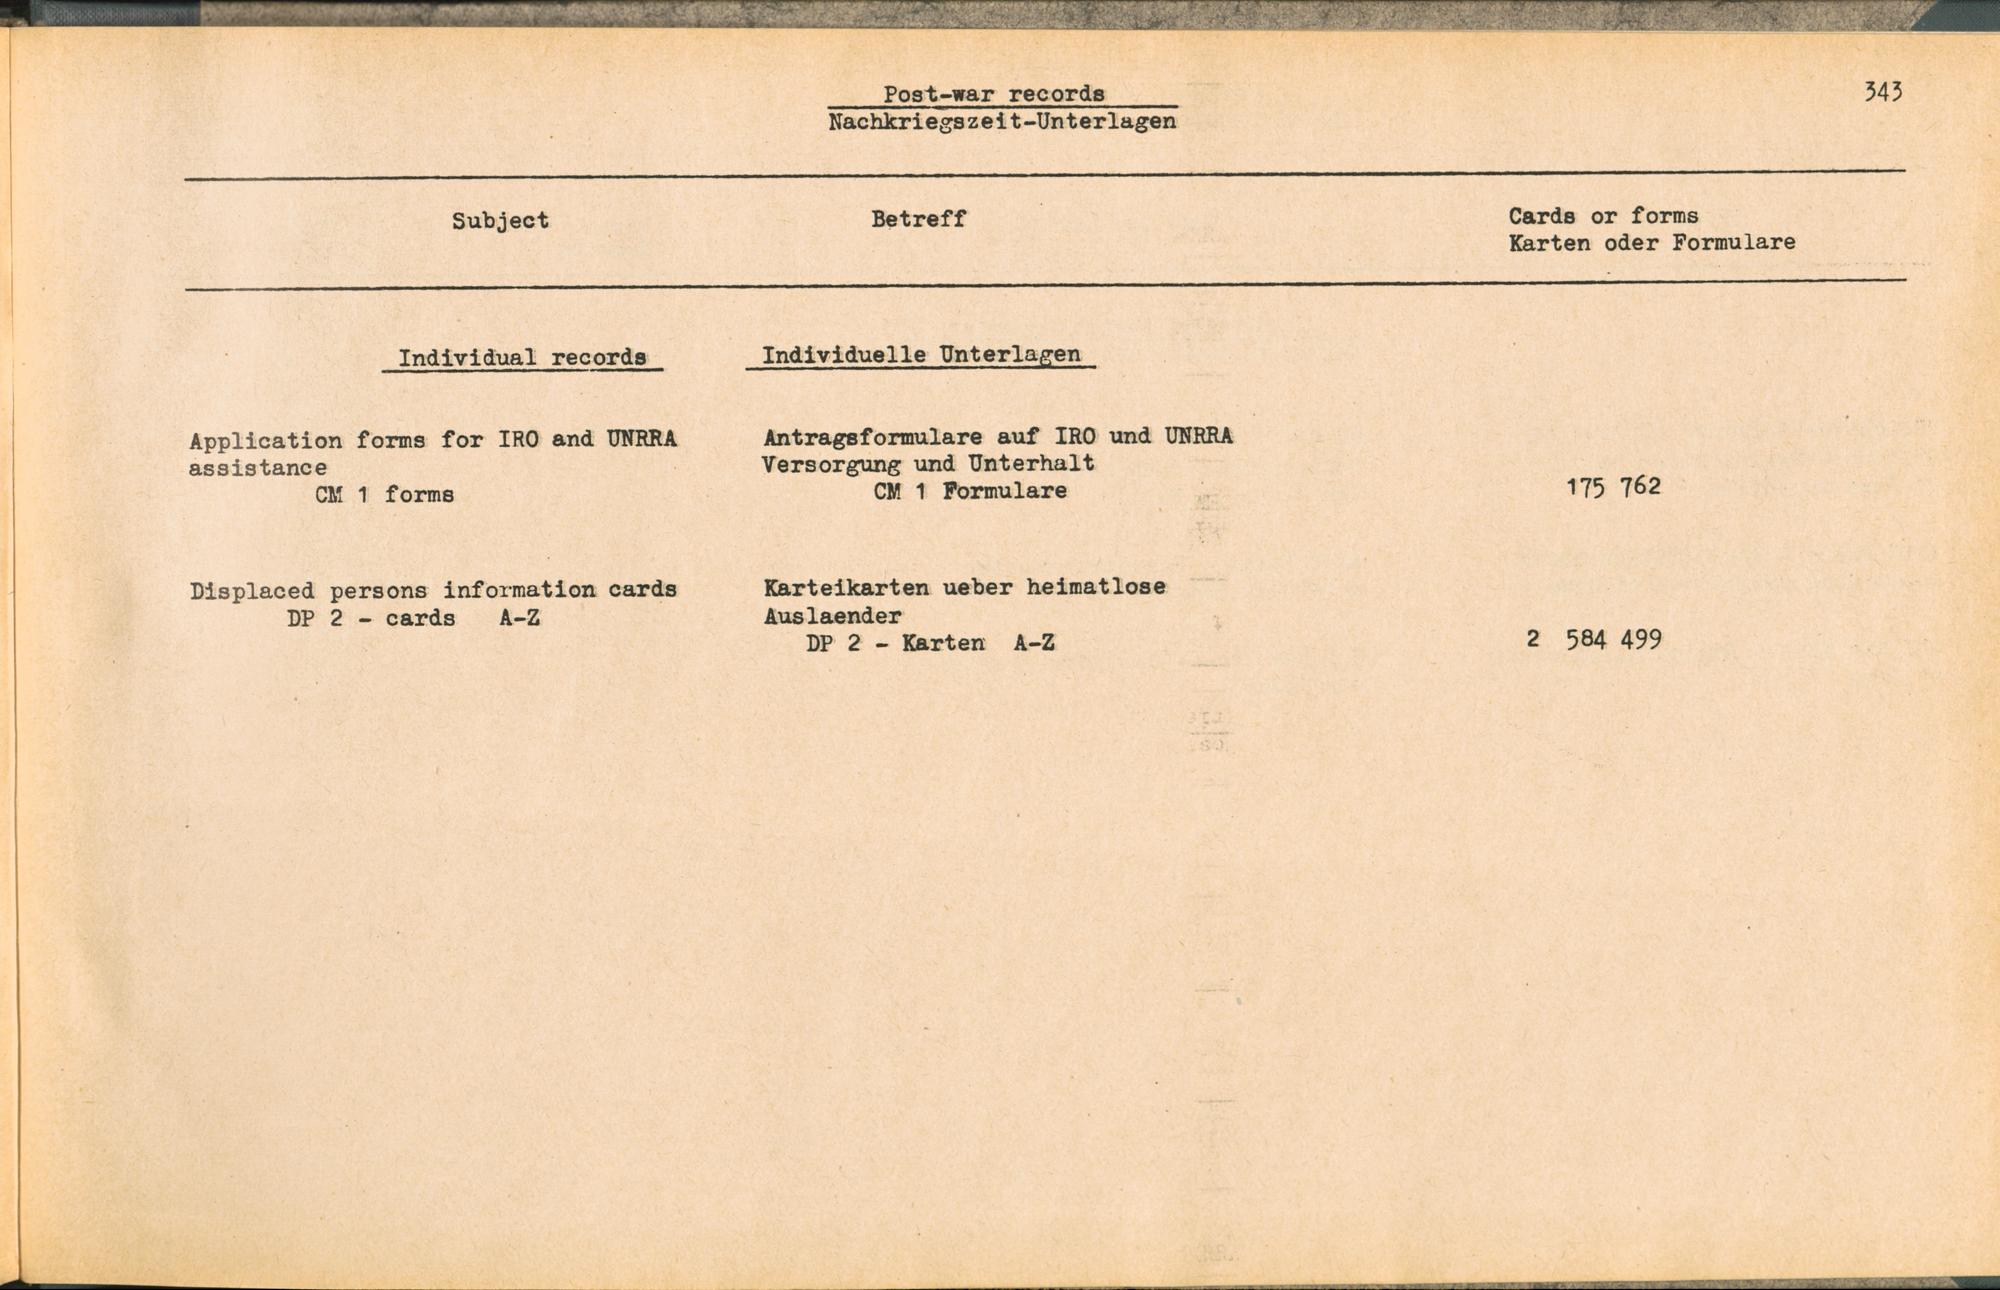 343
Post-war records
Nachkriegszeit-Unterlagen
Subject Betreff Cards or forms
Karten oder Formulare
Individual records Individuelle Unterlagen
Application forms for IRO and UNRRA Antragsformulare auf IRO und UNRRA
assistance Versorgung und Unterhalt
CM 1 forms CM 1 Formulare 175 762
Displaced persons information cards Karteikarten ueber heimatlose
DP 2 - cards A-Z Auslaender
DP 2 - Karten A-Z 2 584 499